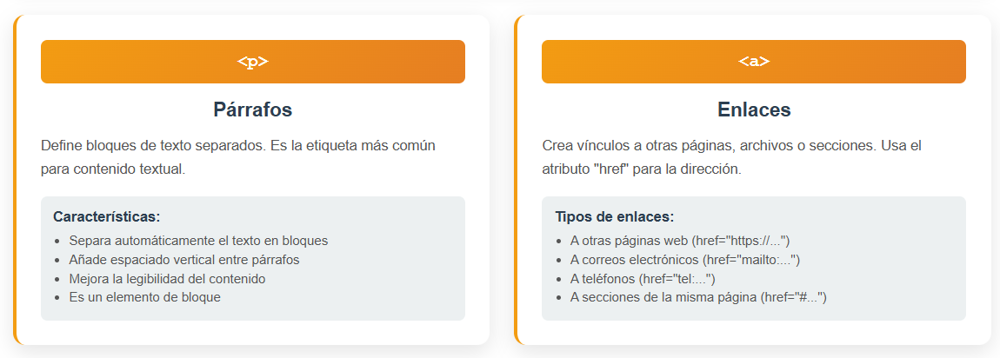 <p>
Párrafos
Define bloques de texto separados. Es la etiqueta más común
para contenido textual.
Características:
• Separa automáticamente el texto en bloques
• Añade espaciado vertical entre párrafos
• Mejora la legibilidad del contenido
• Es un elemento de bloque
<a>
Enlaces
Crea vínculos a otras páginas, archivos o secciones. Usa el
atributo "href" para la dirección.
Tipos de enlaces:
• A otras páginas web (href="https://...")
• A correos electrónicos (href="mailto:...")
• A teléfonos (href="tel:...")
• A secciones de la misma página (href="#...")